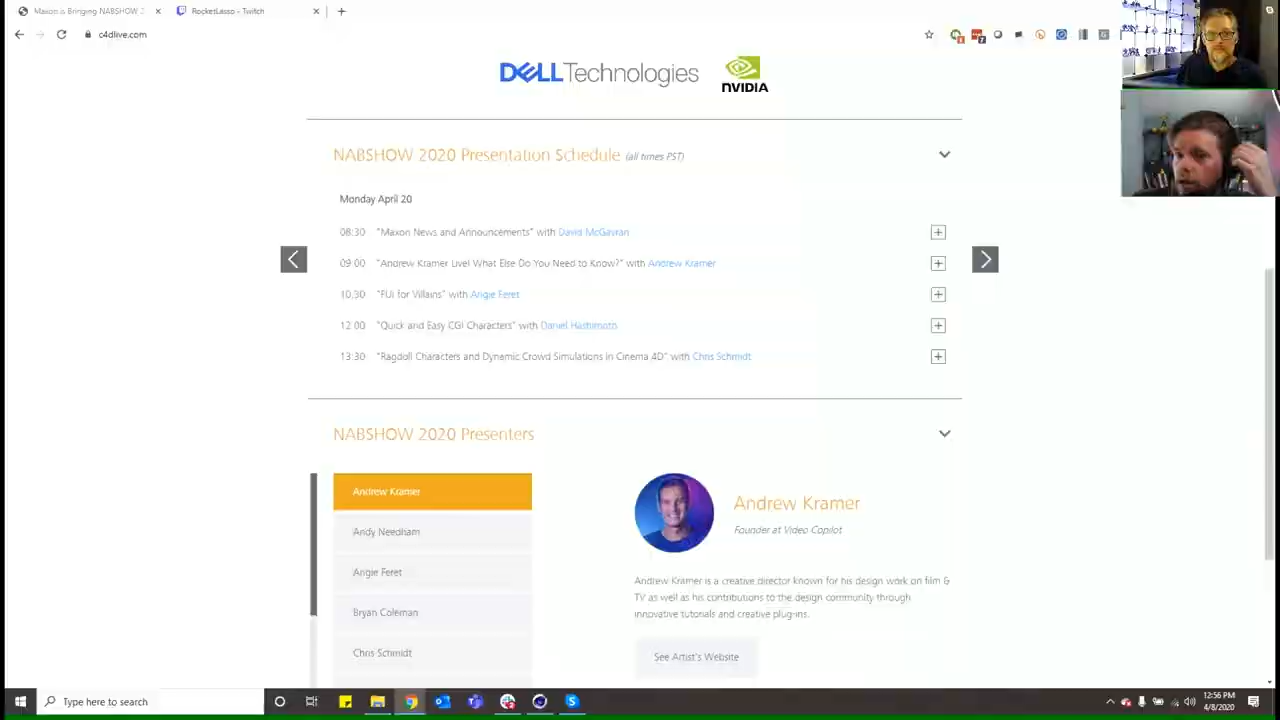 Maxon is Bringing NABSHOW 2
RocketLasso - Twitch
c4dlive.com
DELL Technologies
NVIDIA
NABSHOW 2020 Presentation Schedule (all times PST)
Monday April 20
08:30 "Maxon News and Announcements" with David McGavran
09:00 "Andrew Kramer Live! What Else Do You Need to Know?" with Andrew Kramer
10:30 "FUI for Villains" with Angie Feret
12:00 "Quick and Easy CGI Characters" with Daniel Hashimoto
13:30 "Ragdoll Characters and Dynamic Crowd Simulations in Cinema 4D" with Chris Schmidt
NABSHOW 2020 Presenters
Andrew Kramer
Andy Needham
Angie Feret
Bryan Coleman
Chris Schmidt
Andrew Kramer
Founder at Video Copilot
Andrew Kramer is a creative director known for his design work on film &
TV as well as his contributions to the design community through
innovative tutorials and creative plug-ins.
See Artist's Website
Type here to search
12:56 PM
4/8/2020